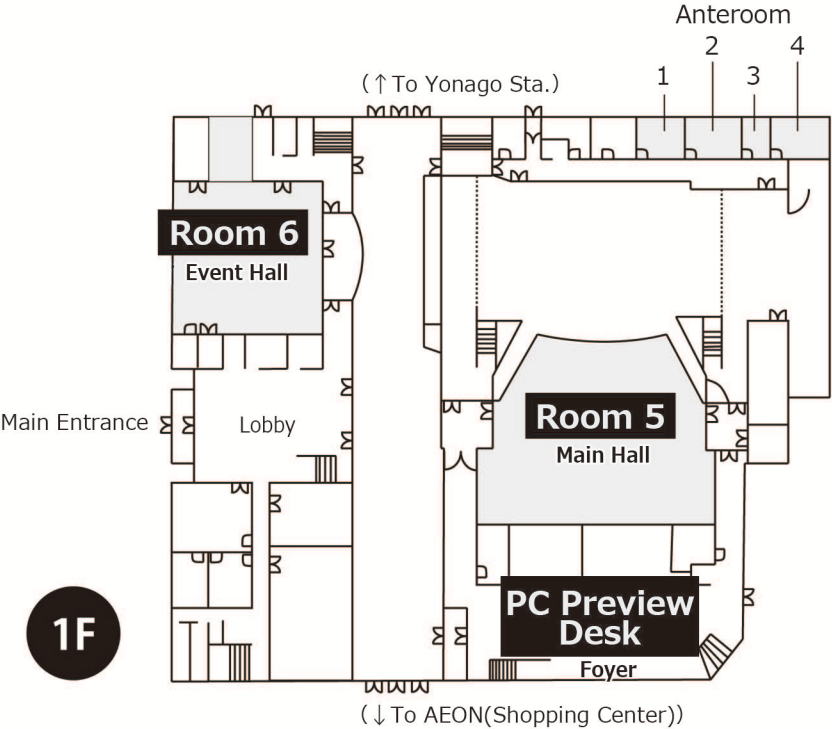 Anteroom
2
4
1
3
(↑To Yonago Sta.)
Room 6
Event Hall
Main Entrance
Lobby
Room 5
Main Hall
PC Preview
Desk
Foyer
1F
(↓To AEON(Shopping Center))